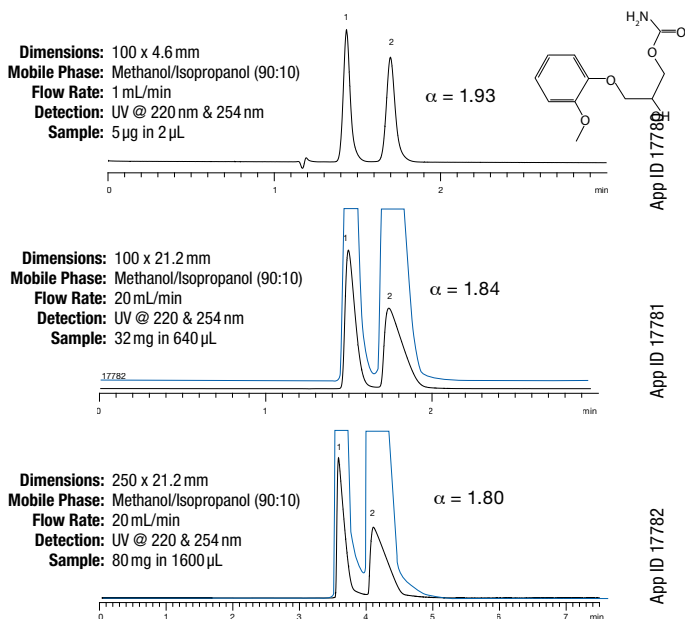 1
2
Dimensions: 100 x 4.6 mm
Mobile Phase: Methanol/Isopropanol (90:10)
Flow Rate: 1 mL/min
Detection: UV @ 220 nm & 254 nm
Sample: 5 µg in 2 µL
α = 1.93
H₂N
O
O
O
OH
O
App ID 17780
0 1 2 min
1
2
Dimensions: 100 x 21.2 mm
Mobile Phase: Methanol/Isopropanol (90:10)
Flow Rate: 20 mL/min
Detection: UV @ 220 & 254 nm
Sample: 32 mg in 640 µL
α = 1.84
App ID 17781
17782
0 1 2 min
1
2
Dimensions: 250 x 21.2 mm
Mobile Phase: Methanol/Isopropanol (90:10)
Flow Rate: 20 mL/min
Detection: UV @ 220 & 254 nm
Sample: 80 mg in 1600 µL
α = 1.80
App ID 17782
0 1 2 3 4 5 6 7 min